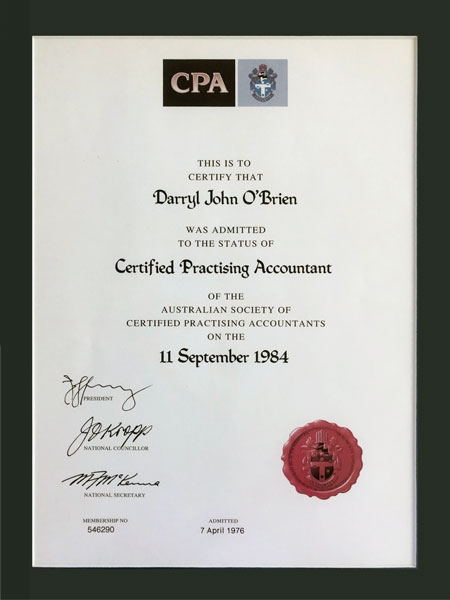 CPA
THIS IS TO
CERTIFY THAT
Darryl John O'Brien
WAS ADMITTED
TO THE STATUS OF
Certified Practising Accountant
OF THE
AUSTRALIAN SOCIETY OF
CERTIFIED PRACTISING ACCOUNTANTS
ON THE
11 September 1984
PRESIDENT
NATIONAL COUNCILLOR
NATIONAL SECRETARY
MEMBERSHIP NO
546290
ADMITTED
7 April 1976